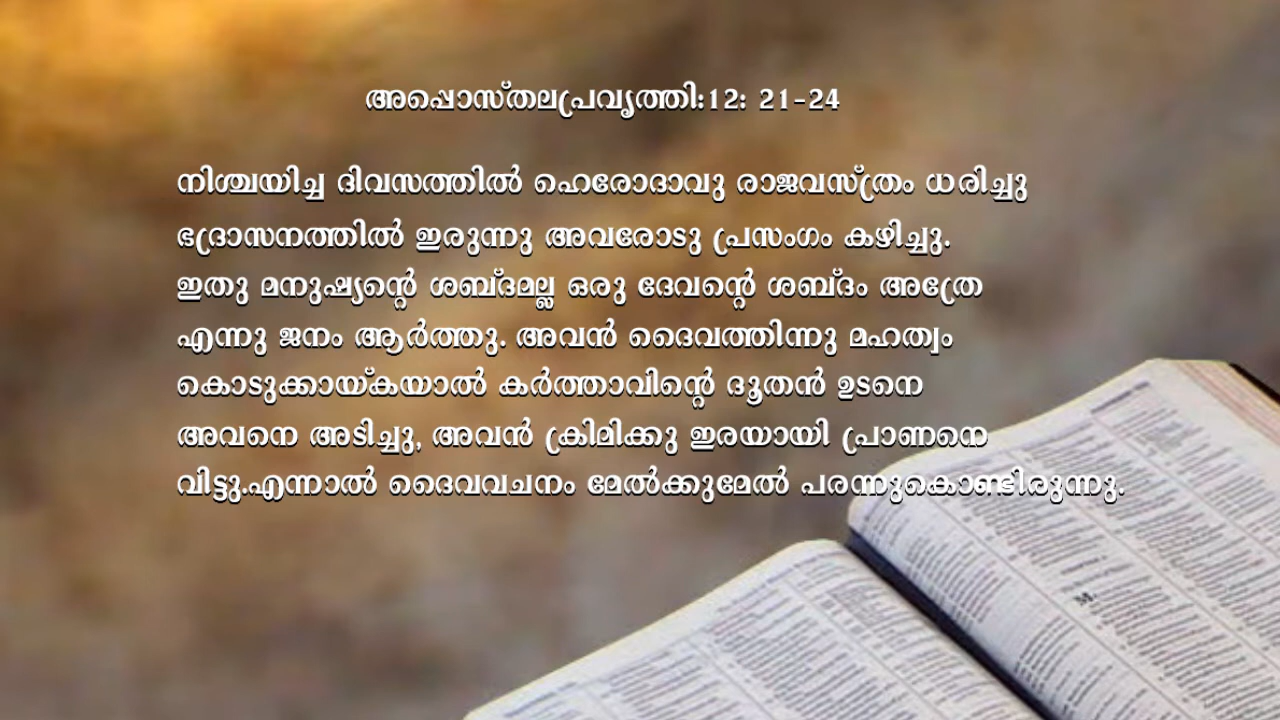 അപ്പൊസ്തലപ്രവൃത്തി:12: 21-24
നിശ്ചയിച്ച ദിവസത്തിൽ ഹെരോദാവു രാജവസ്ത്രം ധരിച്ചു
ഭദ്രാസനത്തിൽ ഇരുന്നു അവരോടു പ്രസംഗം കഴിച്ചു.
ഇതു മനുഷ്യന്റെ ശബ്ദമല്ല ഒരു ദേവന്റെ ശബ്ദം അത്രേ
എന്നു ജനം ആർത്തു. അവൻ ദൈവത്തിന്നു മഹത്വം
കൊടുക്കായ്കയാൽ കർത്താവിന്റെ ദൂതൻ ഉടനെ
അവനെ അടിച്ചു, അവൻ ക്രിമിക്കു ഇരയായി പ്രാണനെ
വിട്ടു.എന്നാൽ ദൈവവചനം മേൽക്കുമേൽ പരന്നുകൊണ്ടിരുന്നു.